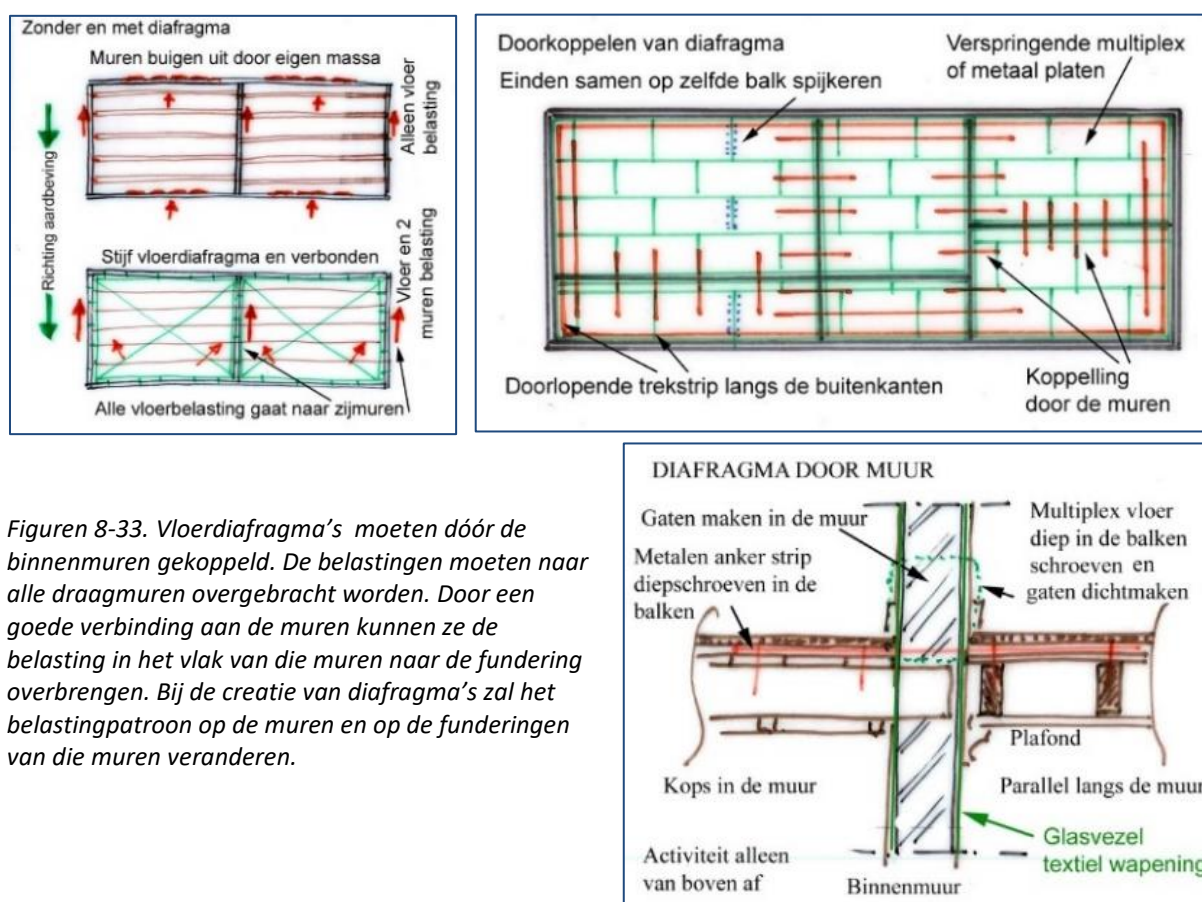 Zonder en met diafragma
Muren buigen uit door eigen massa
Richting aardbeving
Alleen vloer
belasting
Stijf vloerdiafragma en verbonden
Vloer en 2
muren belasting
Alle vloerbelasting gaat naar zijmuren
Doorkoppelen van diafragma
Einden samen op zelfde balk spijkeren
Verspringende multiplex
of metaal platen
Doorlopende trekstrip langs de buitenkanten
Koppelling
door de muren
Figuren 8-33. Vloerdiafragma’s moeten dóór de
binnenmuren gekoppeld. De belastingen moeten naar
alle draagmuren overgebracht worden. Door een
goede verbinding aan de muren kunnen ze de
belasting in het vlak van die muren naar de fundering
overbrengen. Bij de creatie van diafragma’s zal het
belastingpatroon op de muren en op de funderingen
van die muren veranderen.
DIAFRAGMA DOOR MUUR
Gaten maken in de muur
Metalen anker strip
diepschroeven in de
balken
Multiplex vloer
diep in de balken
schroeven en
gaten dichtmaken
Plafond
Kops in de muur
Parallel langs de muur
Glasvezel
textiel wapening
Activiteit alleen
van boven af
Binnenmuur